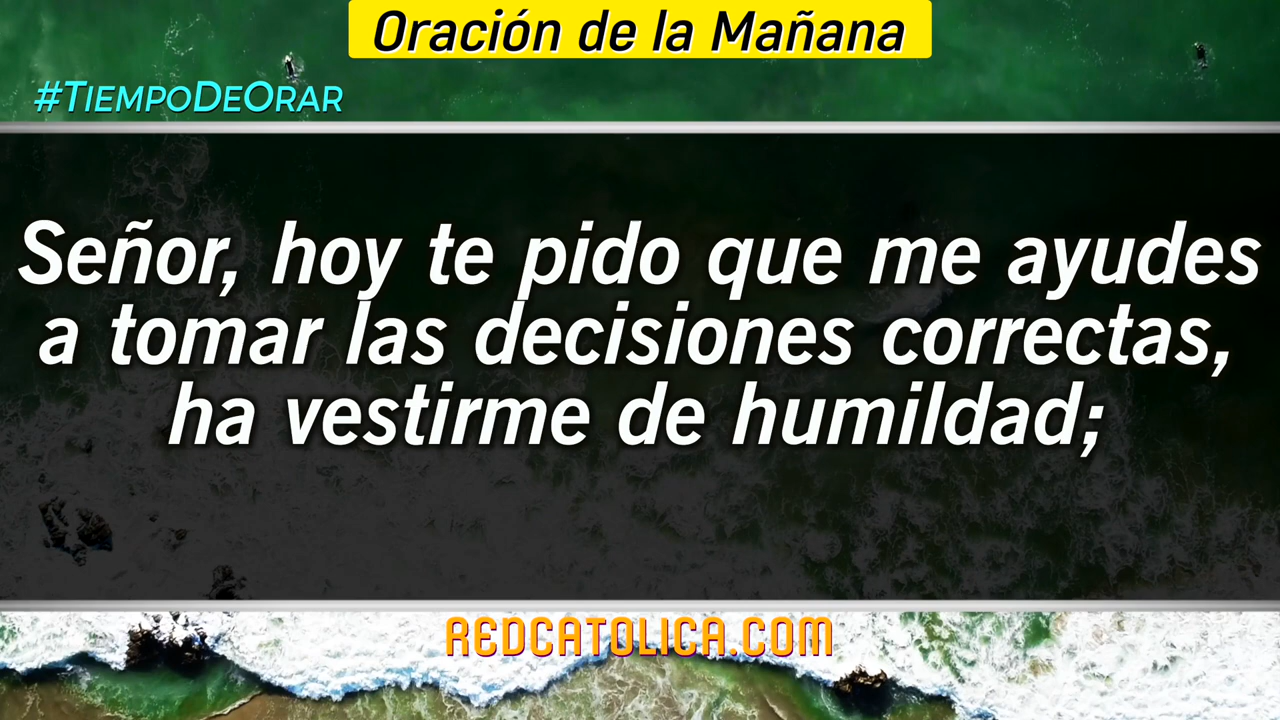 Oración de la Mañana
#TiempoDeOrar
Señor, hoy te pido que me ayudes
a tomar las decisiones correctas,
ha vestirme de humildad;
REDCATOLICA.COM